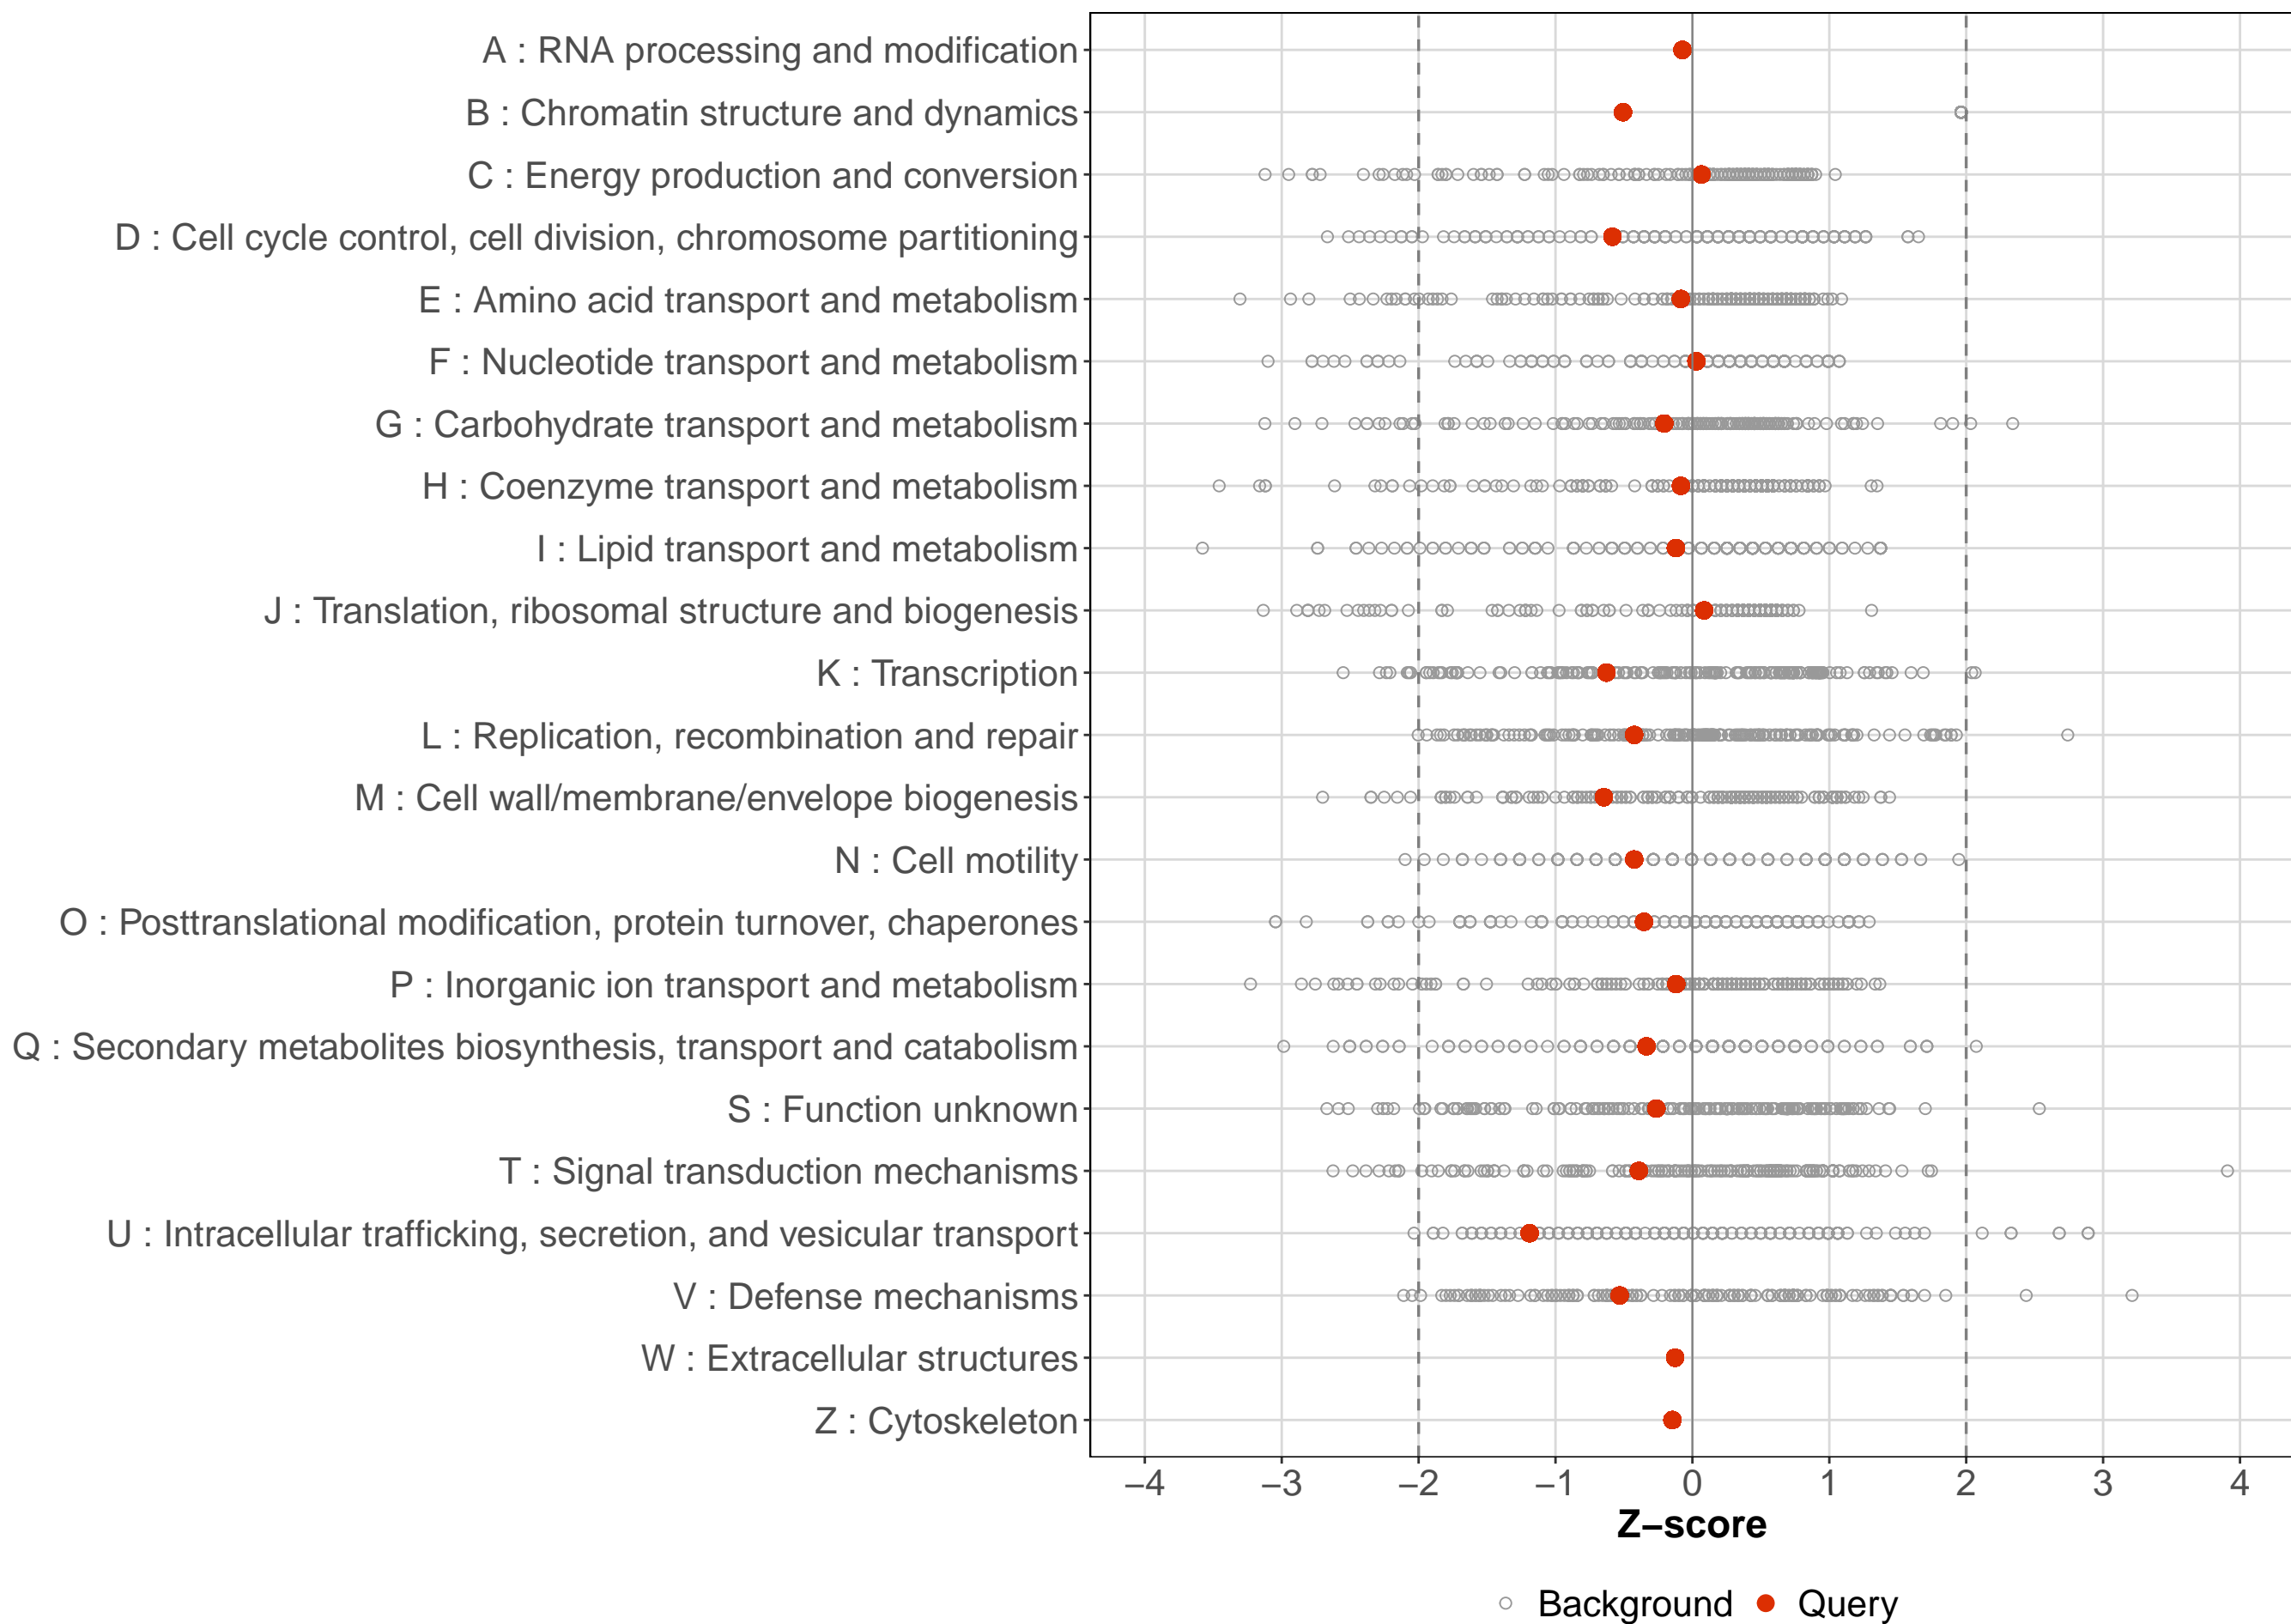 A : RNA processing and modification
B : Chromatin structure and dynamics
C : Energy production and conversion
D : Cell cycle control, cell division, chromosome partitioning
E : Amino acid transport and metabolism
F : Nucleotide transport and metabolism
G : Carbohydrate transport and metabolism
H : Coenzyme transport and metabolism
I : Lipid transport and metabolism
J : Translation, ribosomal structure and biogenesis
K : Transcription
L : Replication, recombination and repair
M : Cell wall/membrane/envelope biogenesis
N : Cell motility
O : Posttranslational modification, protein turnover, chaperones
P : Inorganic ion transport and metabolism
Q : Secondary metabolites biosynthesis, transport and catabolism
S : Function unknown
T : Signal transduction mechanisms
U : Intracellular trafficking, secretion, and vesicular transport
V : Defense mechanisms
W : Extracellular structures
Z : Cytoskeleton
−4 −3 −2 −1 0 1 2 3 4
Z−score
Background Query